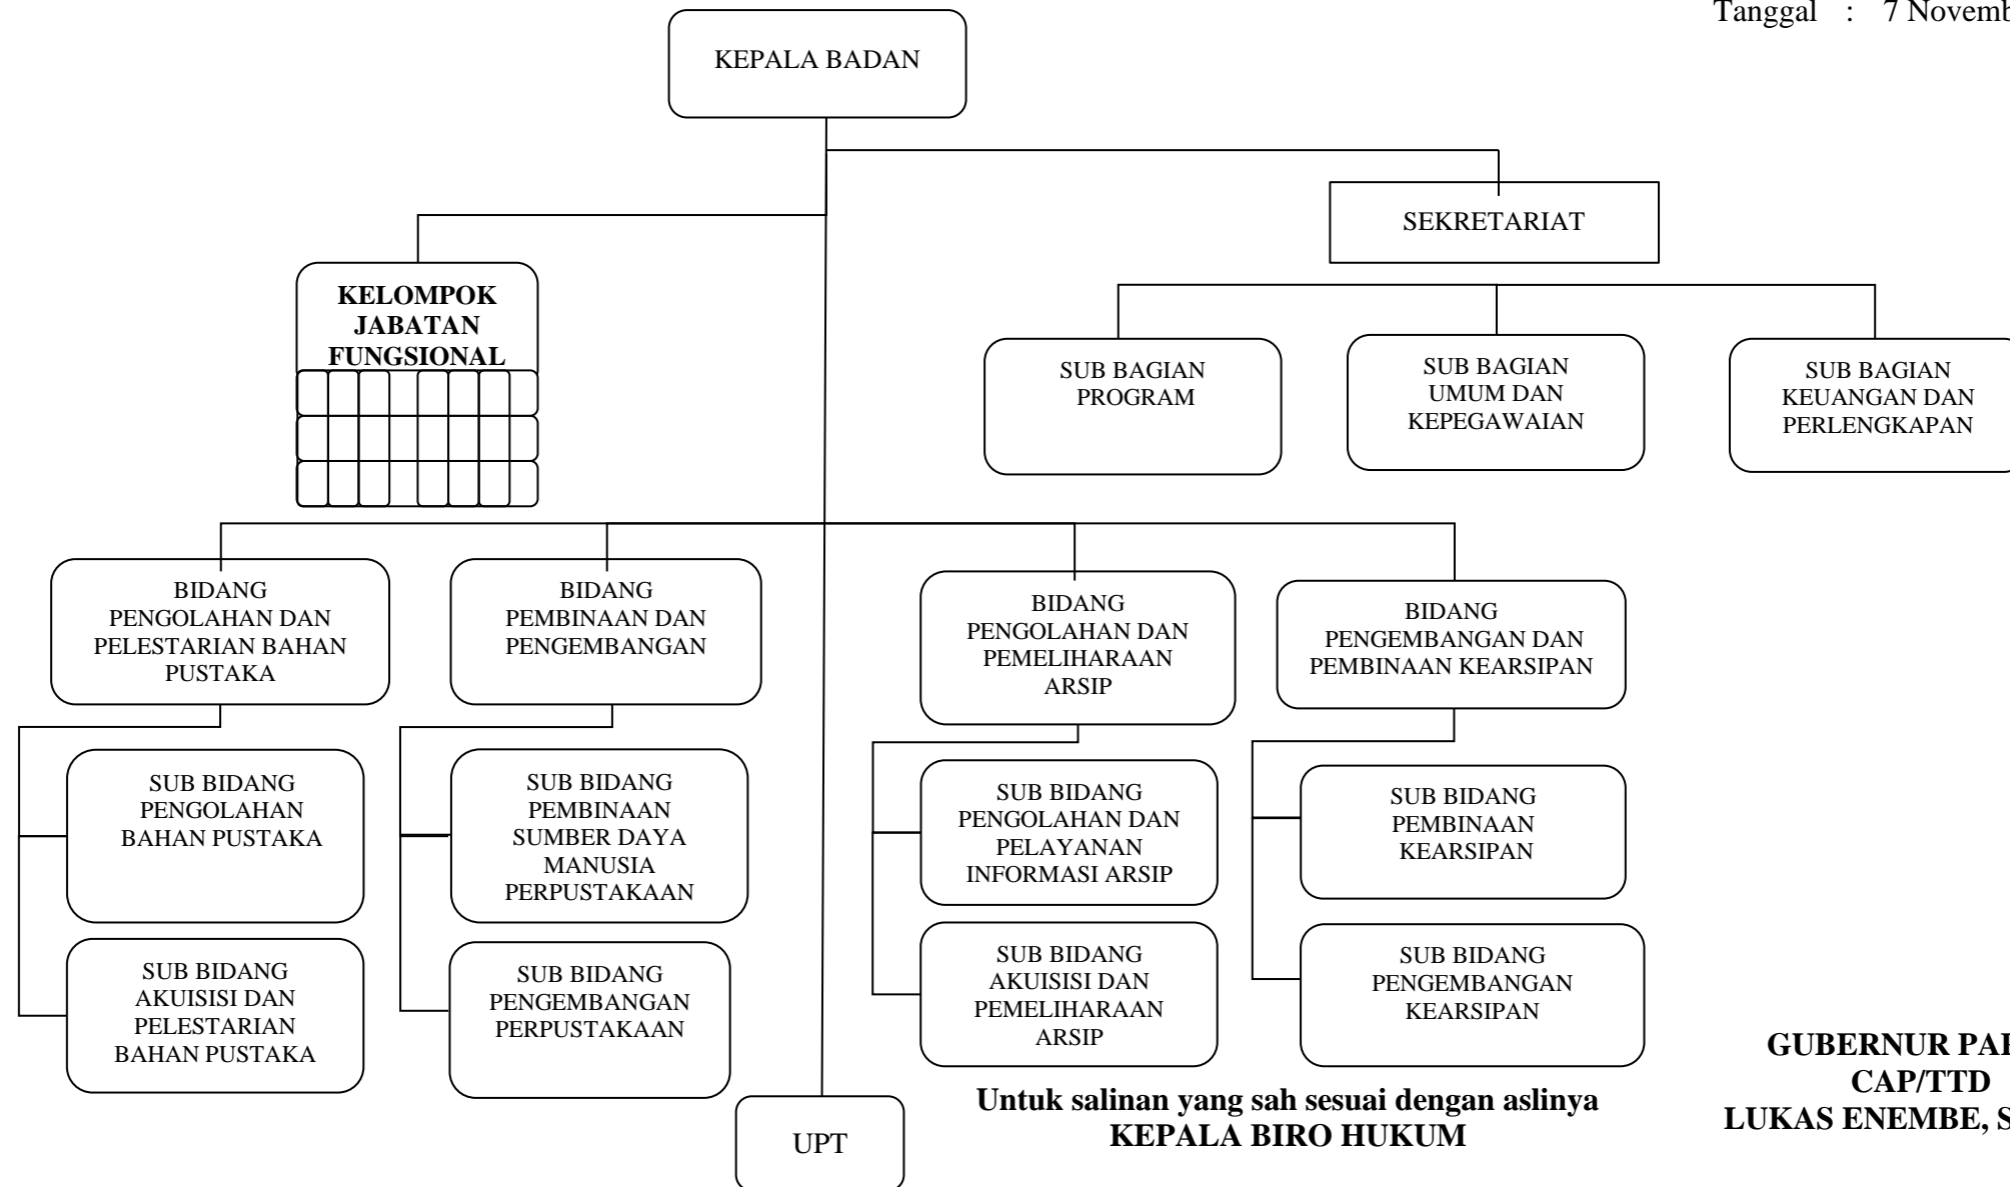 Tanggal : 7 Novemb
KEPALA BADAN
SEKRETARIAT
KELOMPOK
JABATAN
FUNGSIONAL
SUB BAGIAN
PROGRAM
SUB BAGIAN
UMUM DAN
KEPEGAWAIAN
SUB BAGIAN
KEUANGAN DAN
PERLENGKAPAN
BIDANG
PENGOLAHAN DAN
PELESTARIAN BAHAN
PUSTAKA
BIDANG
PEMBINAAN DAN
PENGEMBANGAN
BIDANG
PENGOLAHAN DAN
PEMELIHARAAN
ARSIP
BIDANG
PENGEMBANGAN DAN
PEMBINAAN KEARSIPAN
SUB BIDANG
PENGOLAHAN
BAHAN PUSTAKA
SUB BIDANG
PEMBINAAN
SUMBER DAYA
MANUSIA
PERPUSTAKAAN
SUB BIDANG
PENGOLAHAN DAN
PELAYANAN
INFORMASI ARSIP
SUB BIDANG
PEMBINAAN
KEARSIPAN
SUB BIDANG
AKUISISI DAN
PELESTARIAN
BAHAN PUSTAKA
SUB BIDANG
PENGEMBANGAN
PERPUSTAKAAN
SUB BIDANG
AKUISISI DAN
PEMELIHARAAN
ARSIP
SUB BIDANG
PENGEMBANGAN
KEARSIPAN
UPT
Untuk salinan yang sah sesuai dengan aslinya
KEPALA BIRO HUKUM
GUBERNUR PA
CAP/TTD
LUKAS ENEMBE, S